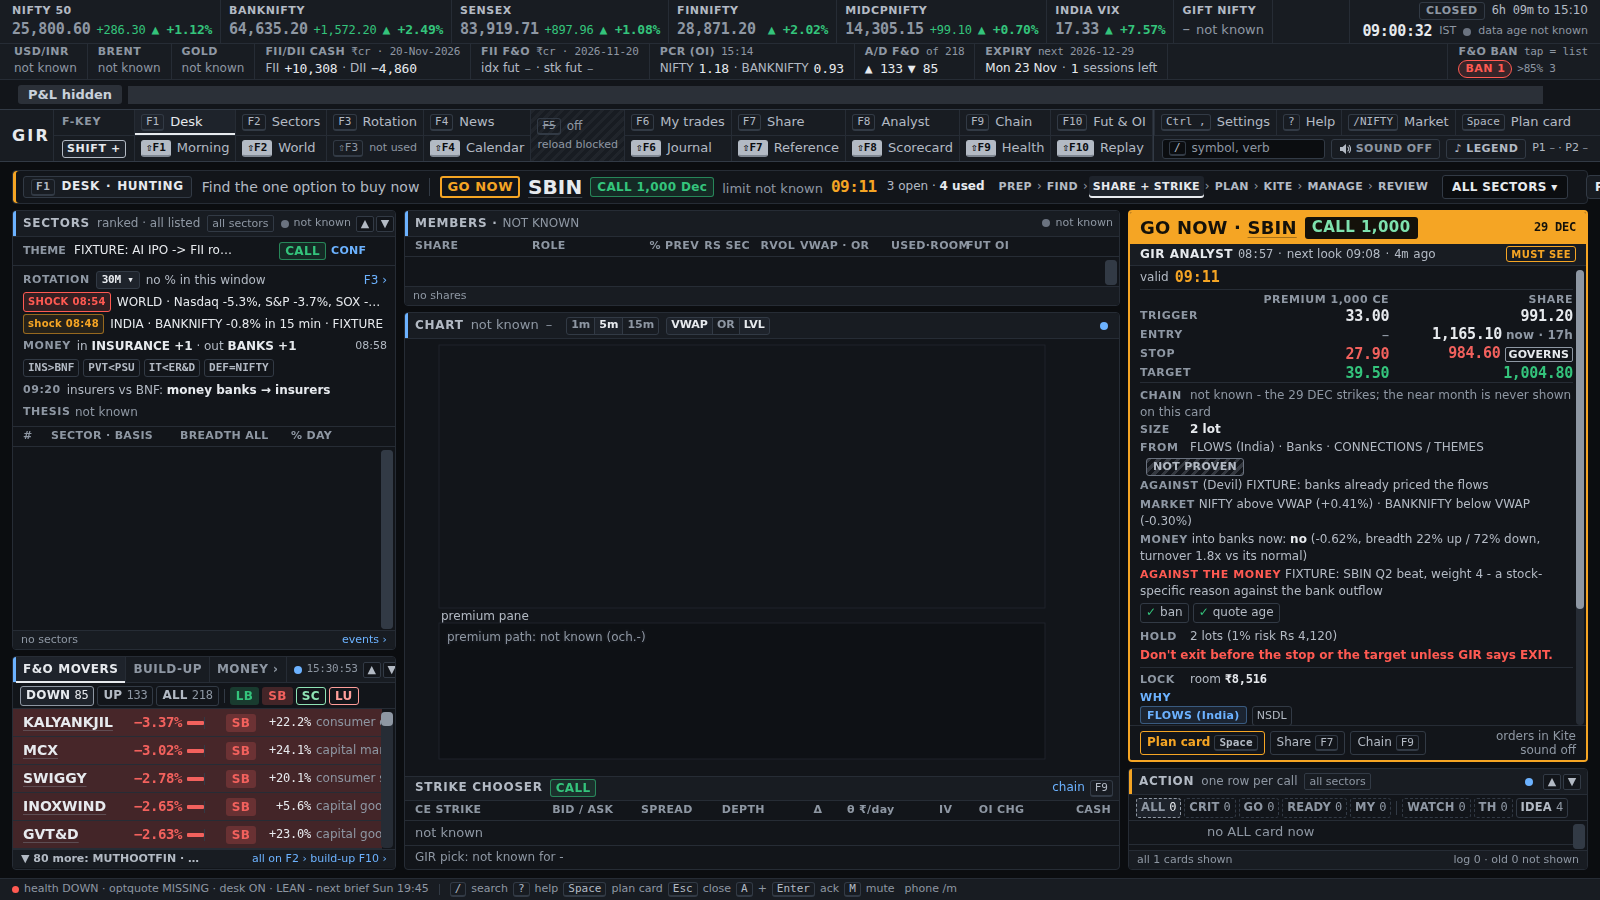 NIFTY 50 BANKNIFTY SENSEX FINNIFTY MIDCPNIFTY INDIA VIX GIFT NIFTY CLOSED 6h 09m to 15:10
25,800.60 +286.30 ▲ +1.12% 64,635.20 +1,572.20 ▲ +2.49% 83,919.71 +897.96 ▲ +1.08% 28,871.20 ▲ +2.02% 14,305.15 +99.10 ▲ +0.70% 17.33 ▲ +7.57% – not known 09:00:32 IST data age not known
USD/INR BRENT GOLD FII/DII CASH ₹cr · 20-Nov-2026 FII F&O ₹cr · 2026-11-20 PCR (OI) 15:14 A/D F&O of 218 EXPIRY next 2026-12-29 F&O BAN tap = list
not known not known not known FII +10,308 · DII −4,860 idx fut – · stk fut – NIFTY 1.18 · BANKNIFTY 0.93 ▲ 133 ▼ 85 Mon 23 Nov · 1 sessions left BAN 1 >85% 3
P&L hidden
GIR F-KEY F1 Desk F2 Sectors F3 Rotation F4 News F5 off F6 My trades F7 Share F8 Analyst F9 Chain F10 Fut & OI Ctrl , Settings ? Help /NIFTY Market Space Plan card
SHIFT + ⇧F1 Morning ⇧F2 World ⇧F3 not used ⇧F4 Calendar reload blocked ⇧F6 Journal ⇧F7 Reference ⇧F8 Scorecard ⇧F9 Health ⇧F10 Replay / symbol, verb SOUND OFF ♪ LEGEND P1 – · P2 –
F1 DESK · HUNTING Find the one option to buy now GO NOW SBIN CALL 1,000 Dec limit not known 09:11 3 open · 4 used PREP › FIND › SHARE + STRIKE › PLAN › KITE › MANAGE › REVIEW ALL SECTORS ▾
SECTORS ranked · all listed all sectors not known ▲ ▼
THEME FIXTURE: AI IPO -> FII ro… CALL CONF
ROTATION 30M ▾ no % in this window F3 ›
SHOCK 08:54 WORLD · Nasdaq -5.3%, S&P -3.7%, SOX -…
shock 08:48 INDIA · BANKNIFTY -0.8% in 15 min · FIXTURE
MONEY in INSURANCE +1 · out BANKS +1 08:58
INS>BNF PVT<PSU IT<ER&D DEF=NIFTY
09:20 insurers vs BNF: money banks → insurers
THESIS not known
# SECTOR · BASIS BREADTH ALL % DAY
no sectors events ›
F&O MOVERS BUILD-UP MONEY › 15:30:53 ▲ ▼
DOWN 85 UP 133 ALL 218 LB SB SC LU
KALYANKJIL −3.37% SB +22.2% consumer
MCX −3.02% SB +24.1% capital mar
SWIGGY −2.78% SB +20.1% consumer s
INOXWIND −2.65% SB +5.6% capital goo
GVT&D −2.63% SB +23.0% capital goo
▼ 80 more: MUTHOOTFIN · … all on F2 › build-up F10 ›
MEMBERS · NOT KNOWN not known
SHARE ROLE % PREV RS SEC RVOL VWAP · OR USED·ROOM FUT OI
no shares
CHART not known – 1m 5m 15m VWAP OR LVL
premium pane
premium path: not known (och.-)
STRIKE CHOOSER CALL chain F9
CE STRIKE BID / ASK SPREAD DEPTH Δ θ ₹/day IV OI CHG CASH
not known
GIR pick: not known for -
GO NOW · SBIN CALL 1,000 29 DEC
GIR ANALYST 08:57 · next look 09:08 · 4m ago MUST SEE
valid 09:11
PREMIUM 1,000 CE SHARE
TRIGGER 33.00 991.20
ENTRY – 1,165.10 now · 17h
STOP 27.90 984.60 GOVERNS
TARGET 39.50 1,004.80
CHAIN not known - the 29 DEC strikes; the near month is never shown
on this card
SIZE 2 lot
FROM FLOWS (India) · Banks · CONNECTIONS / THEMES
NOT PROVEN
AGAINST (Devil) FIXTURE: banks already priced the flows
MARKET NIFTY above VWAP (+0.41%) · BANKNIFTY below VWAP
(-0.30%)
MONEY into banks now: no (-0.62%, breadth 22% up / 72% down,
turnover 1.8x vs its normal)
AGAINST THE MONEY FIXTURE: SBIN Q2 beat, weight 4 - a stock-
specific reason against the bank outflow
✓ ban ✓ quote age
HOLD 2 lots (1% risk Rs 4,120)
Don't exit before the stop or the target unless GIR says EXIT.
LOCK room ₹8,516
WHY
FLOWS (India) NSDL
Plan card Space Share F7 Chain F9 orders in Kite
sound off
ACTION one row per call all sectors ▲ ▼
ALL 0 CRIT 0 GO 0 READY 0 MY 0 WATCH 0 TH 0 IDEA 4
no ALL card now
all 1 cards shown log 0 · old 0 not shown
health DOWN · optquote MISSING · desk ON · LEAN - next brief Sun 19:45 / search ? help Space plan card Esc close A + Enter ack M mute phone /m